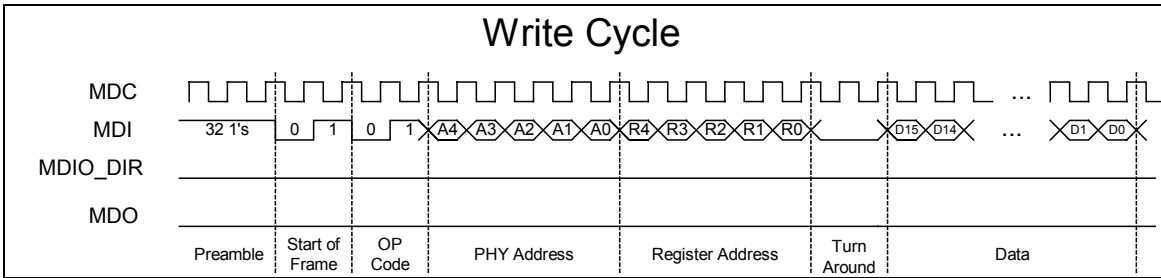 Write Cycle
MDC ...
MDI 32 1's 0 1 0 1 A4 A3 A2 A1 A0 R4 R3 R2 R1 R0 D15 D14 ... D1 D0
MDIO_DIR
MDO
Preamble Start of Frame OP Code PHY Address Register Address Turn Around Data